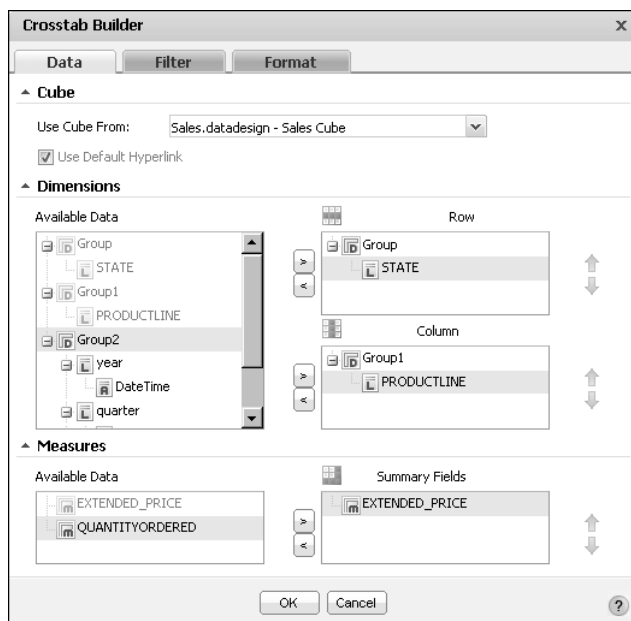 Crosstab Builder x
Data Filter Format
Cube
Use Cube From: Sales.datadesign - Sales Cube
Use Default Hyperlink
Dimensions
Available Data
Group
STATE
Group1
PRODUCTLINE
Group2
year
DateTime
quarter
Row
Group
STATE
Column
Group1
PRODUCTLINE
Measures
Available Data
EXTENDED_PRICE
QUANTITYORDERED
Summary Fields
EXTENDED_PRICE
OK Cancel ?